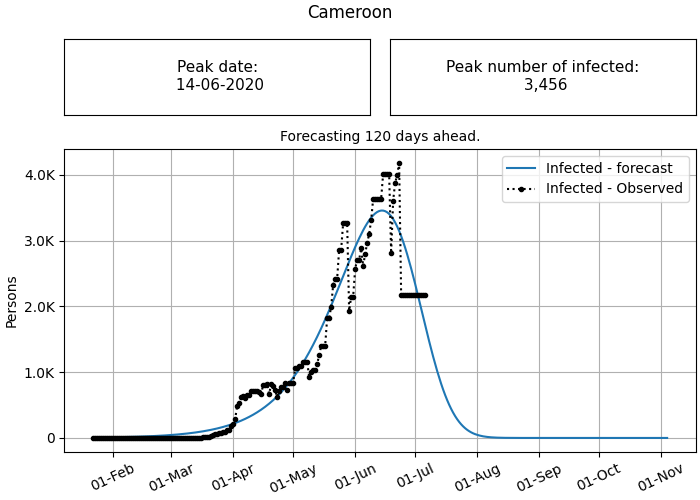 Cameroon
Peak date:
14-06-2020
Peak number of infected:
3,456
Forecasting 120 days ahead.
Infected - forecast
Infected - Observed
Persons
4.0K
3.0K
2.0K
1.0K
0
01-Feb
01-Mar
01-Apr
01-May
01-Jun
01-Jul
01-Aug
01-Sep
01-Oct
01-Nov